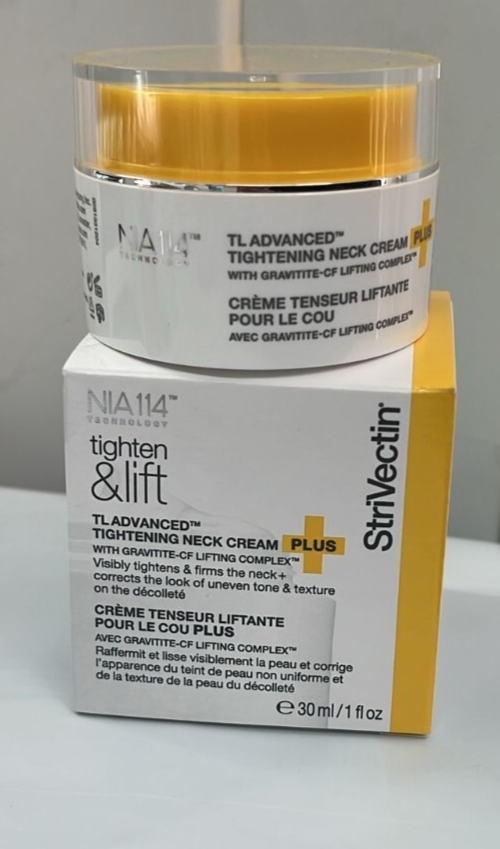 NIA114™
TECHNOLOGY
TL ADVANCED™
TIGHTENING NECK CREAM PLUS
WITH GRAVITITE-CF LIFTING COMPLEX™
CRÈME TENSEUR LIFTANTE
POUR LE COU
AVEC GRAVITITE-CF LIFTING COMPLEX™
NIA114™
TECHNOLOGY
tighten
&lift
TL ADVANCED™
TIGHTENING NECK CREAM PLUS
WITH GRAVITITE-CF LIFTING COMPLEX™
Visibly tightens & firms the neck+
corrects the look of uneven tone & texture
on the décolleté
CRÈME TENSEUR LIFTANTE
POUR LE COU PLUS
AVEC GRAVITITE-CF LIFTING COMPLEX™
Raffermit et lisse visiblement la peau et corrige
l'apparence du teint de peau non uniforme et
de la texture de la peau du décolleté
℮ 30 ml/1 fl oz
StriVectin®